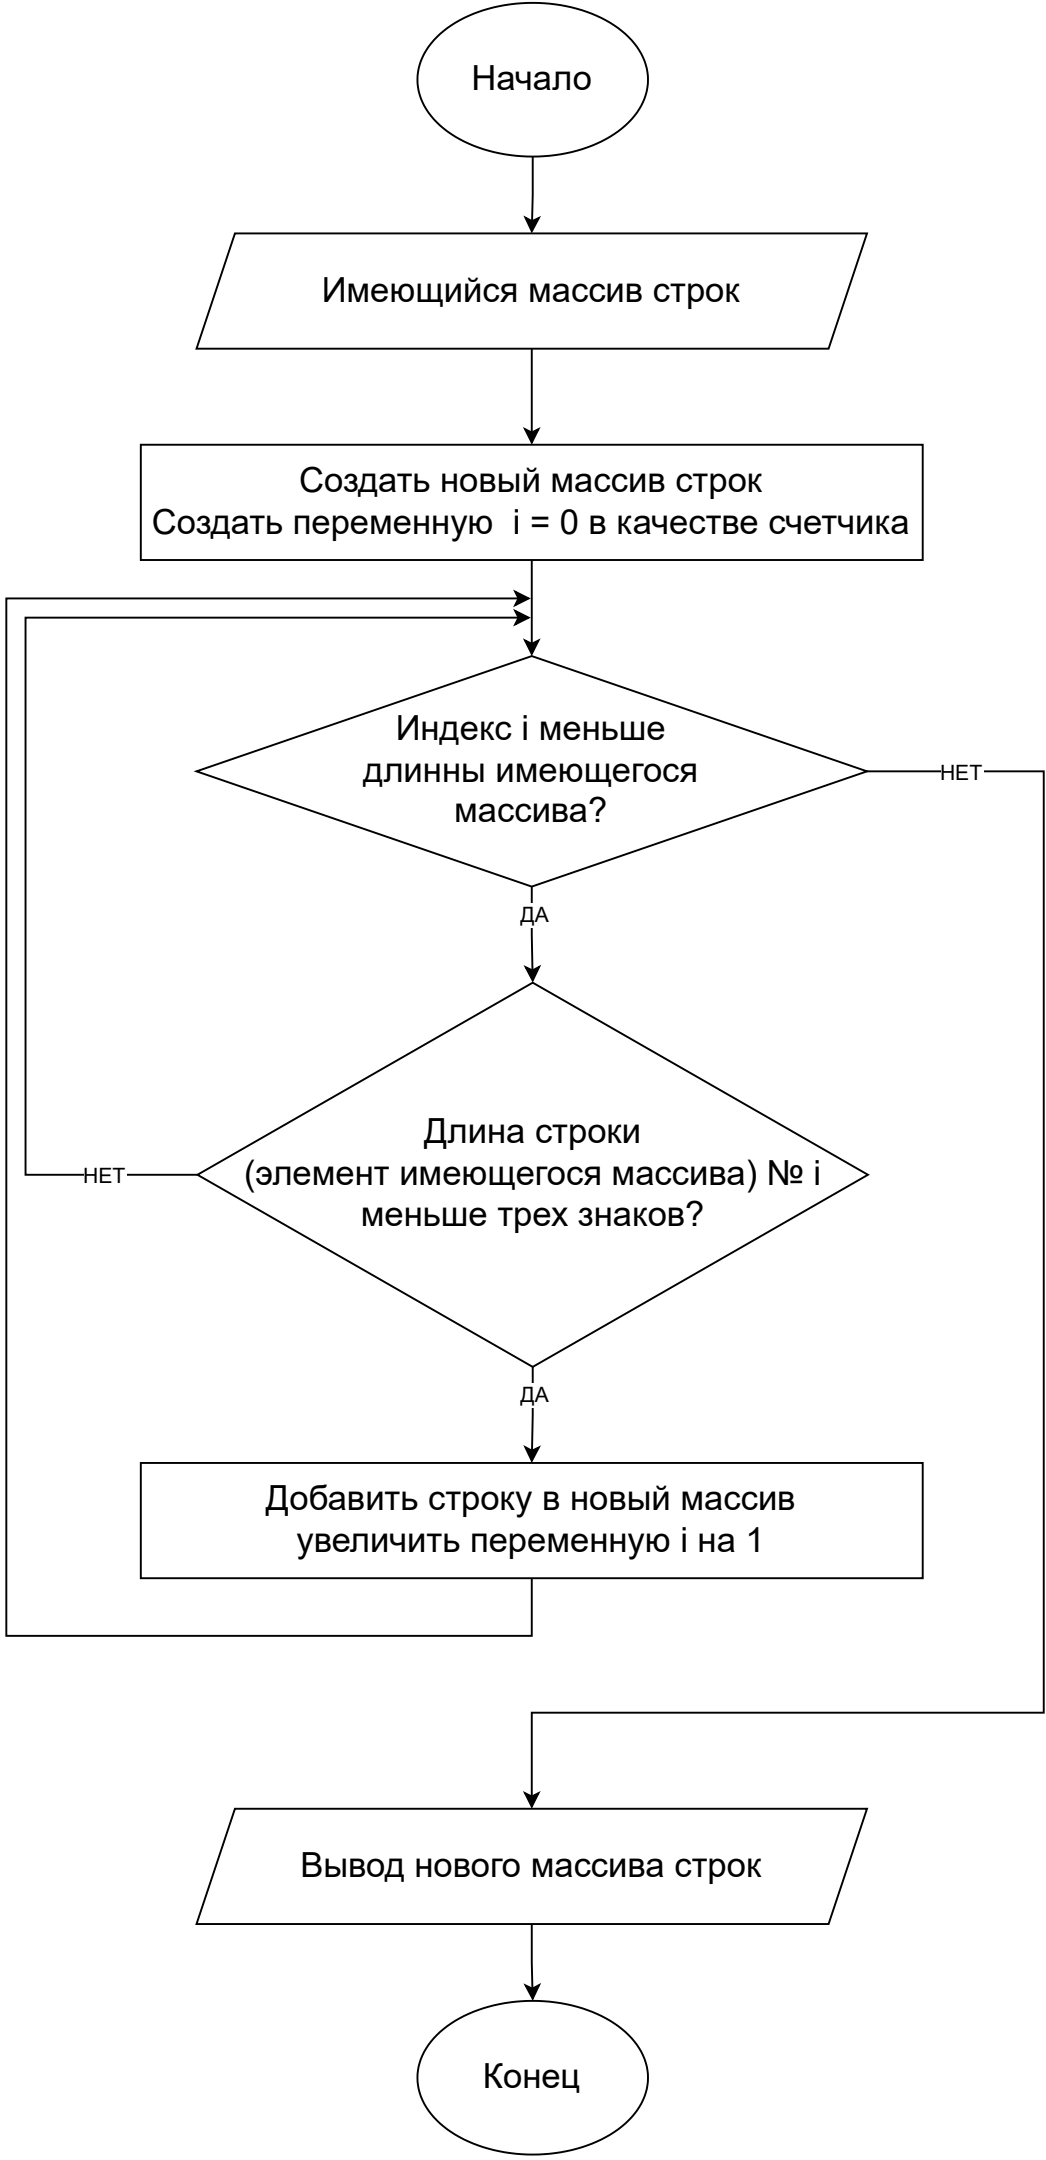 Начало
Имеющийся массив строк
Создать новый массив строк
Создать переменную i = 0 в качестве счетчика
Индекс i меньше
длинны имеющегося
массива?
НЕТ
ДА
Длина строки
(элемент имеющегося массива) № i
меньше трех знаков?
НЕТ
ДА
Добавить строку в новый массив
увеличить переменную i на 1
Вывод нового массива строк
Конец